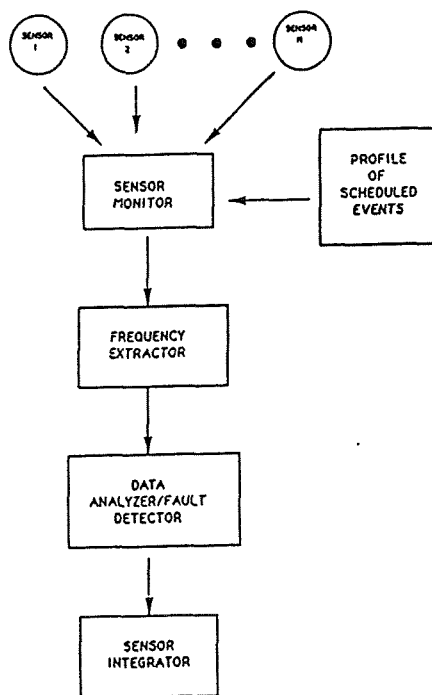 SENSOR
1
SENSOR
2
SENSOR
N
PROFILE
OF
SCHEDULED
EVENTS
SENSOR
MONITOR
FREQUENCY
EXTRACTOR
DATA
ANALYZER/FAULT
DETECTOR
SENSOR
INTEGRATOR